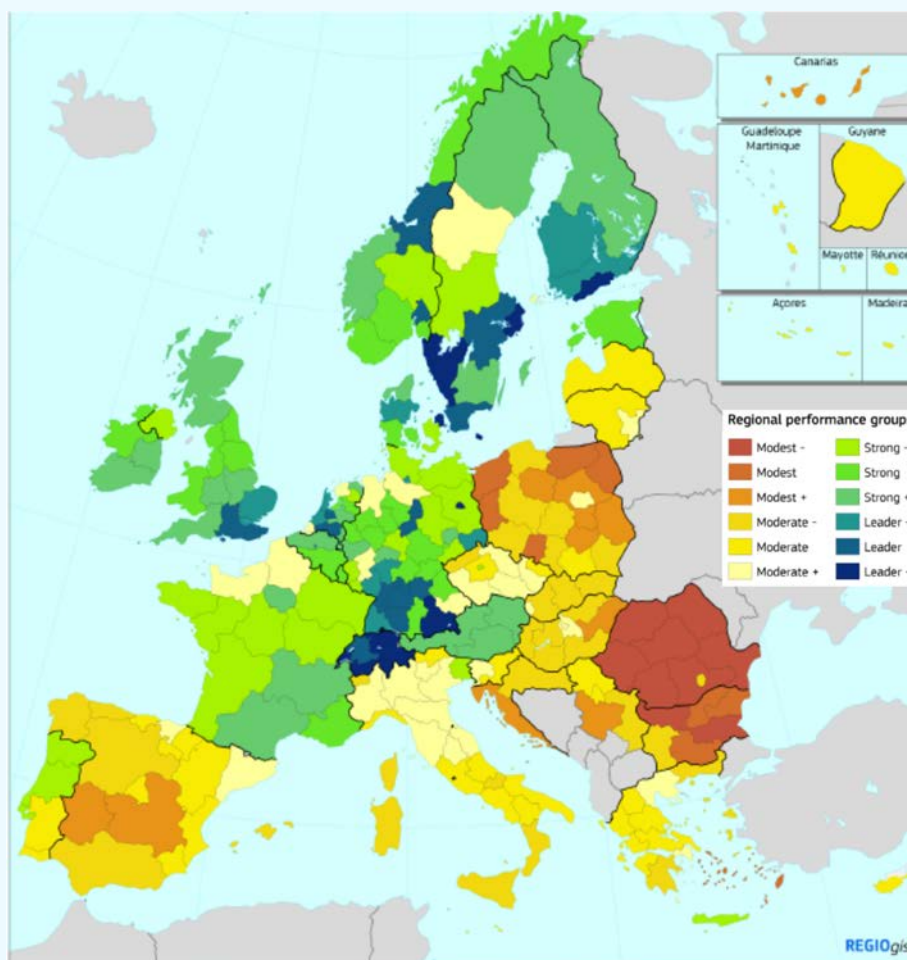 Canarias
Guadeloupe
Martinique
Guyane
Mayotte
Réunion
Açores
Madeira
Regional performance group
Modest -
Modest
Modest +
Moderate -
Moderate
Moderate +
Strong -
Strong
Strong +
Leader -
Leader
Leader +
REGIOgis